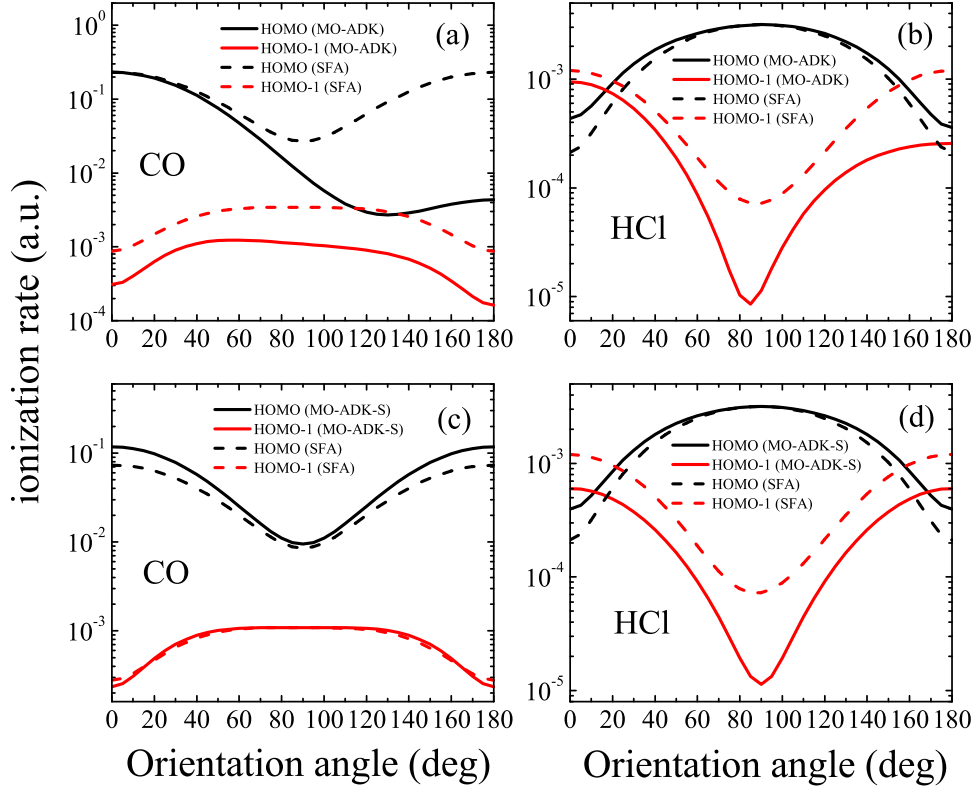 ionization rate (a.u.)
(a)
HOMO (MO-ADK)
HOMO-1 (MO-ADK)
HOMO (SFA)
HOMO-1 (SFA)
CO
10⁰
10⁻¹
10⁻²
10⁻³
10⁻⁴
0 20 40 60 80 100 120 140 160 180
(b)
HOMO (MO-ADK)
HOMO-1 (MO-ADK)
HOMO (SFA)
HOMO-1 (SFA)
HCl
10⁻³
10⁻⁴
10⁻⁵
0 20 40 60 80 100 120 140 160 180
(c)
HOMO (MO-ADK-S)
HOMO-1 (MO-ADK-S)
HOMO (SFA)
HOMO-1 (SFA)
CO
10⁻¹
10⁻²
10⁻³
0 20 40 60 80 100 120 140 160 180
Orientation angle (deg)
(d)
HOMO (MO-ADK-S)
HOMO-1 (MO-ADK-S)
HOMO (SFA)
HOMO-1 (SFA)
HCl
10⁻³
10⁻⁴
10⁻⁵
0 20 40 60 80 100 120 140 160 180
Orientation angle (deg)